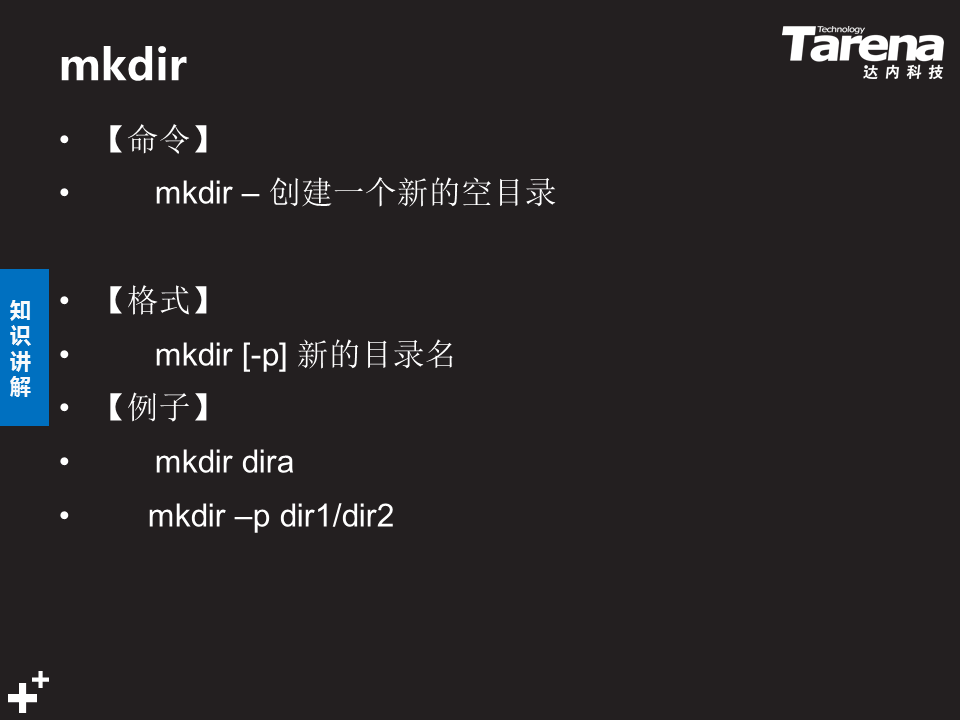 mkdir
Technology
Tarena
达内科技
• 【命令】
• mkdir – 创建一个新的空目录
• 【格式】
• mkdir [-p] 新的目录名
• 【例子】
• mkdir dira
• mkdir –p dir1/dir2
知
识
讲
解